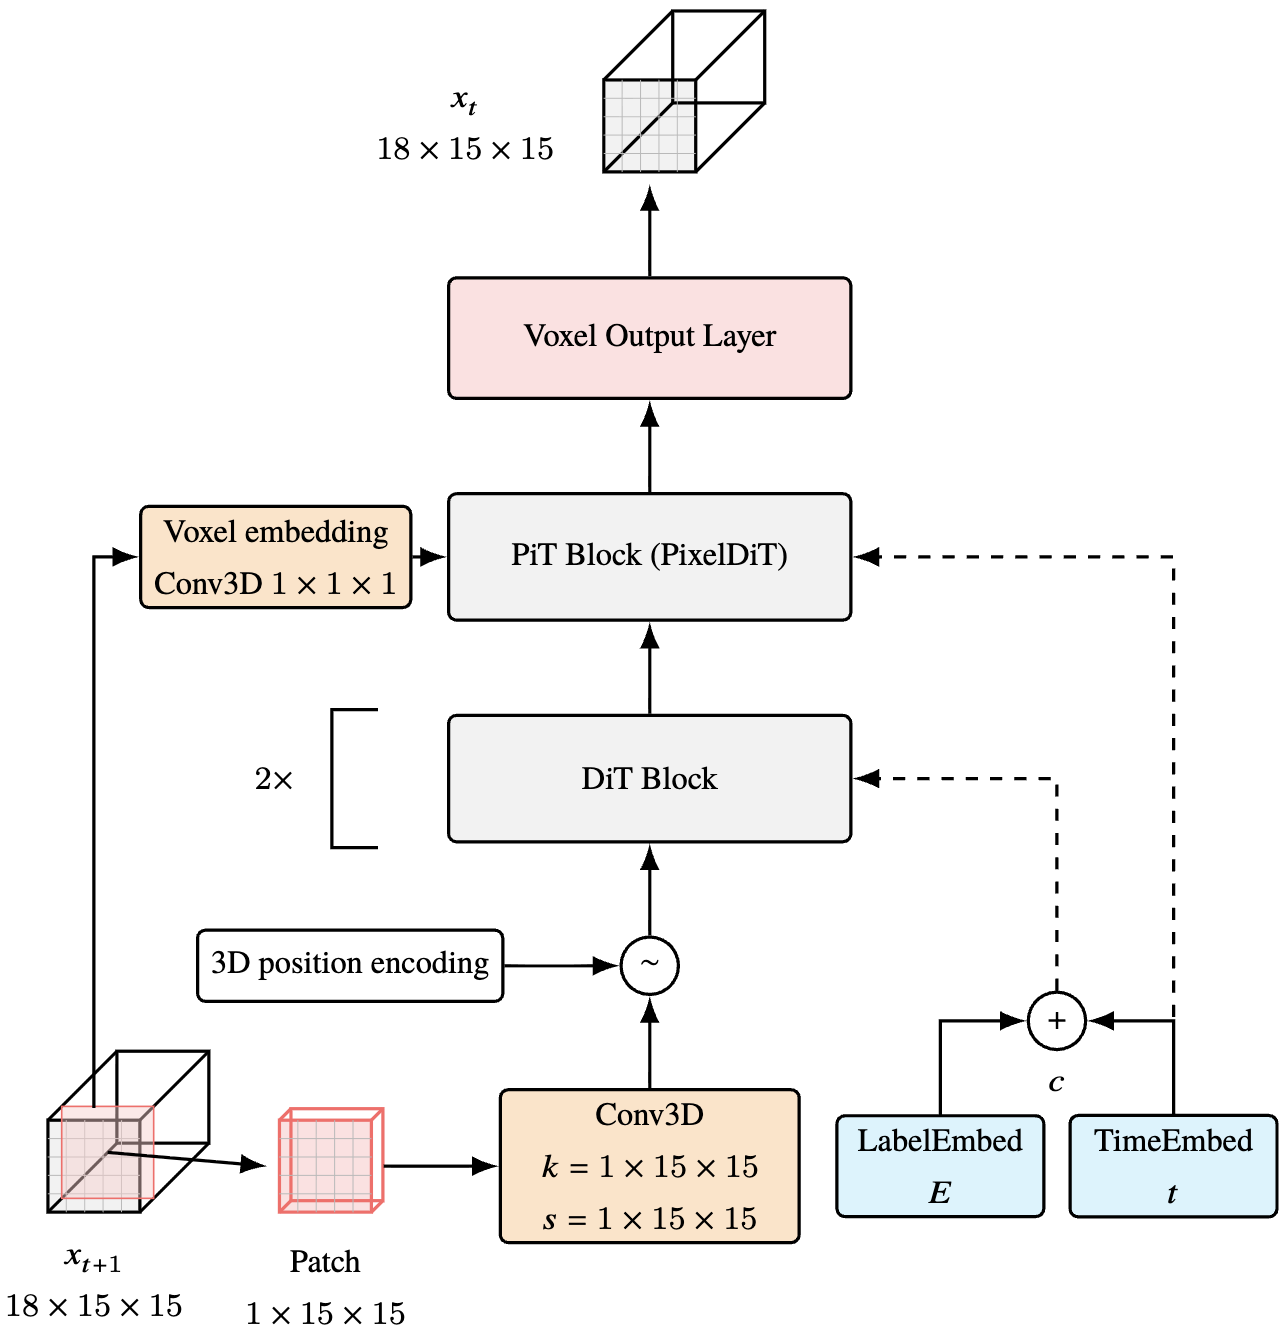 x_t
18 × 15 × 15
Voxel Output Layer
Voxel embedding
Conv3D 1 × 1 × 1
PiT Block (PixelDiT)
2×
DiT Block
3D position encoding
~
+
c
Conv3D
k = 1 × 15 × 15
s = 1 × 15 × 15
LabelEmbed
E
TimeEmbed
t
x_{t+1}
18 × 15 × 15
Patch
1 × 15 × 15